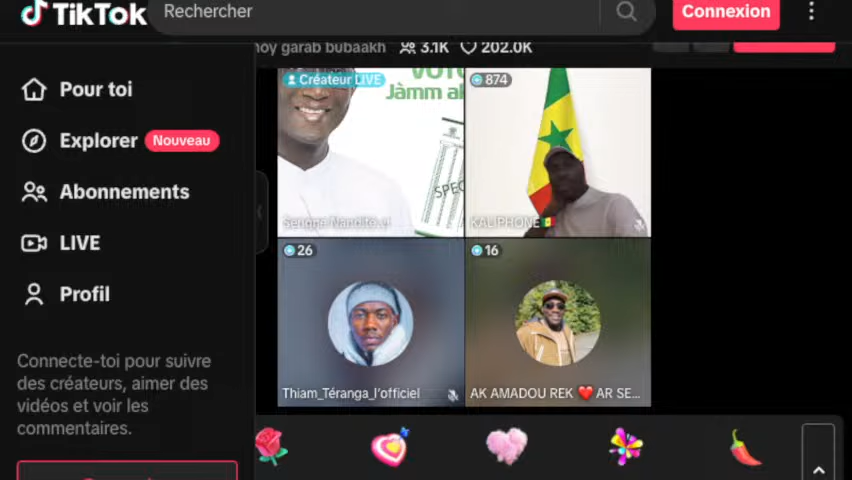 TikTok
Rechercher
Connexion
noy garab bubaakh 3.1K 202.0K
Pour toi
Explorer Nouveau
Abonnements
LIVE
Profil
Connecte-toi pour suivre
des créateurs, aimer des
vidéos et voir les
commentaires.
Créateur LIVE
Jàmm
SPEC
874
KALIPHONE
26
Thiam_Téranga_l'officiel
16
AK AMADOU REK ❤️ AR SE...